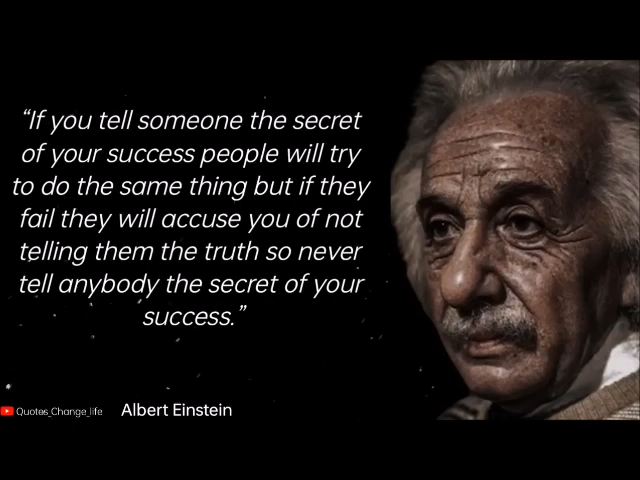 “If you tell someone the secret
of your success people will try
to do the same thing but if they
fail they will accuse you of not
telling them the truth so never
tell anybody the secret of your
success.”
Quotes_Change_life
Albert Einstein